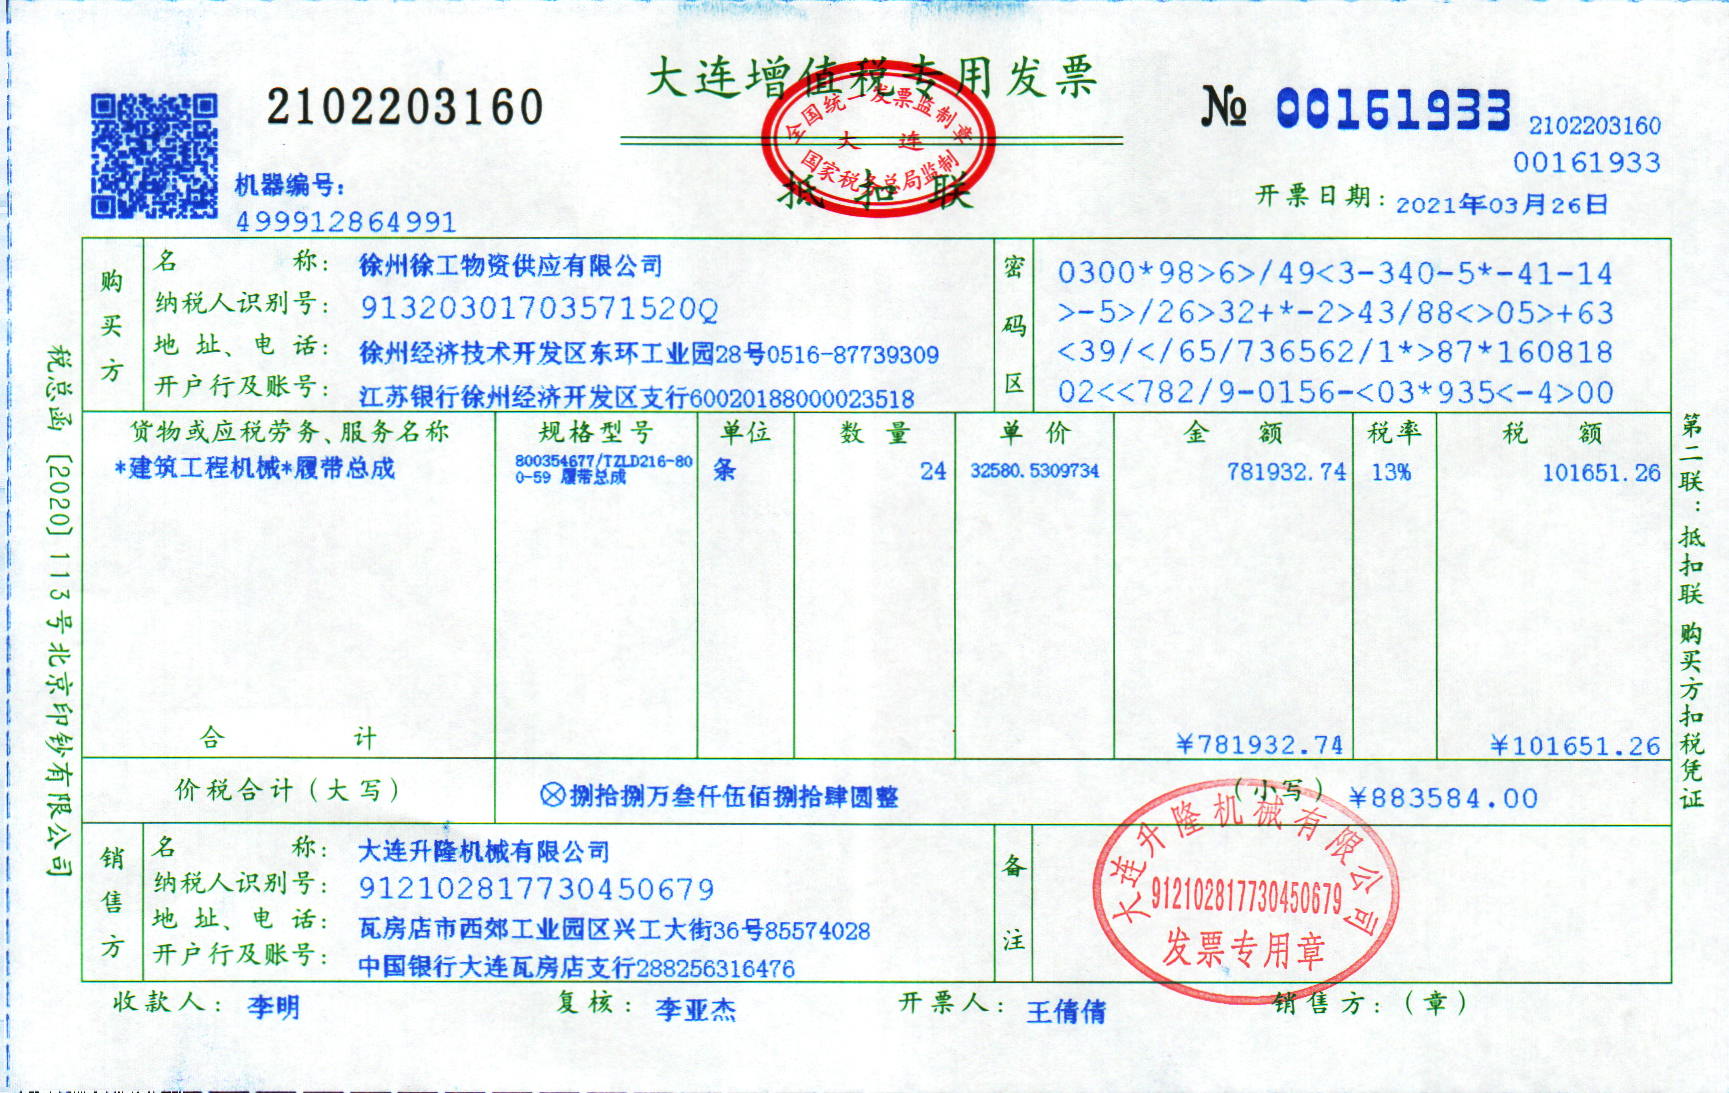 大连增值税专用发票
2102203160
№ 00161933
2102203160
00161933
全国统一发票监制章
大 连
国家税务总局监制
抵扣联
机器编号:
499912864991
开票日期: 2021年03月26日
购买方
名 称: 徐州徐工物资供应有限公司
纳税人识别号: 91320301703571520Q
地 址、电 话: 徐州经济技术开发区东环工业园28号0516-87739309
开户行及账号: 江苏银行徐州经济开发区支行60020188000023518
密码区
0300*98>6>/49<3-340-5*-41-14
>-5>/26>32+*-2>43/88<>05>+63
<39/</65/736562/1*>87*160818
02<<782/9-0156-<03*935<-4>00
货物或应税劳务、服务名称 规格型号 单位 数 量 单 价 金 额 税率 税 额
*建筑工程机械*履带总成 800354677/TZLD216-80 条 24 32580.5309734 781932.74 13% 101651.26
0-59 履带总成
合 计 ¥781932.74 ¥101651.26
价税合计(大写) ⊗捌拾捌万叁仟伍佰捌拾肆圆整 (小写) ¥883584.00
销售方
名 称: 大连升隆机械有限公司
纳税人识别号: 912102817730450679
地 址、电 话: 瓦房店市西郊工业园区兴工大街36号85574028
开户行及账号: 中国银行大连瓦房店支行288256316476
备注
大连升隆机械有限公司
912102817730450679
发票专用章
收款人: 李明 复核: 李亚杰 开票人: 王倩倩 销售方:(章)
税总函[2020]113号北京印钞有限公司
第二联:抵扣联 购买方扣税凭证